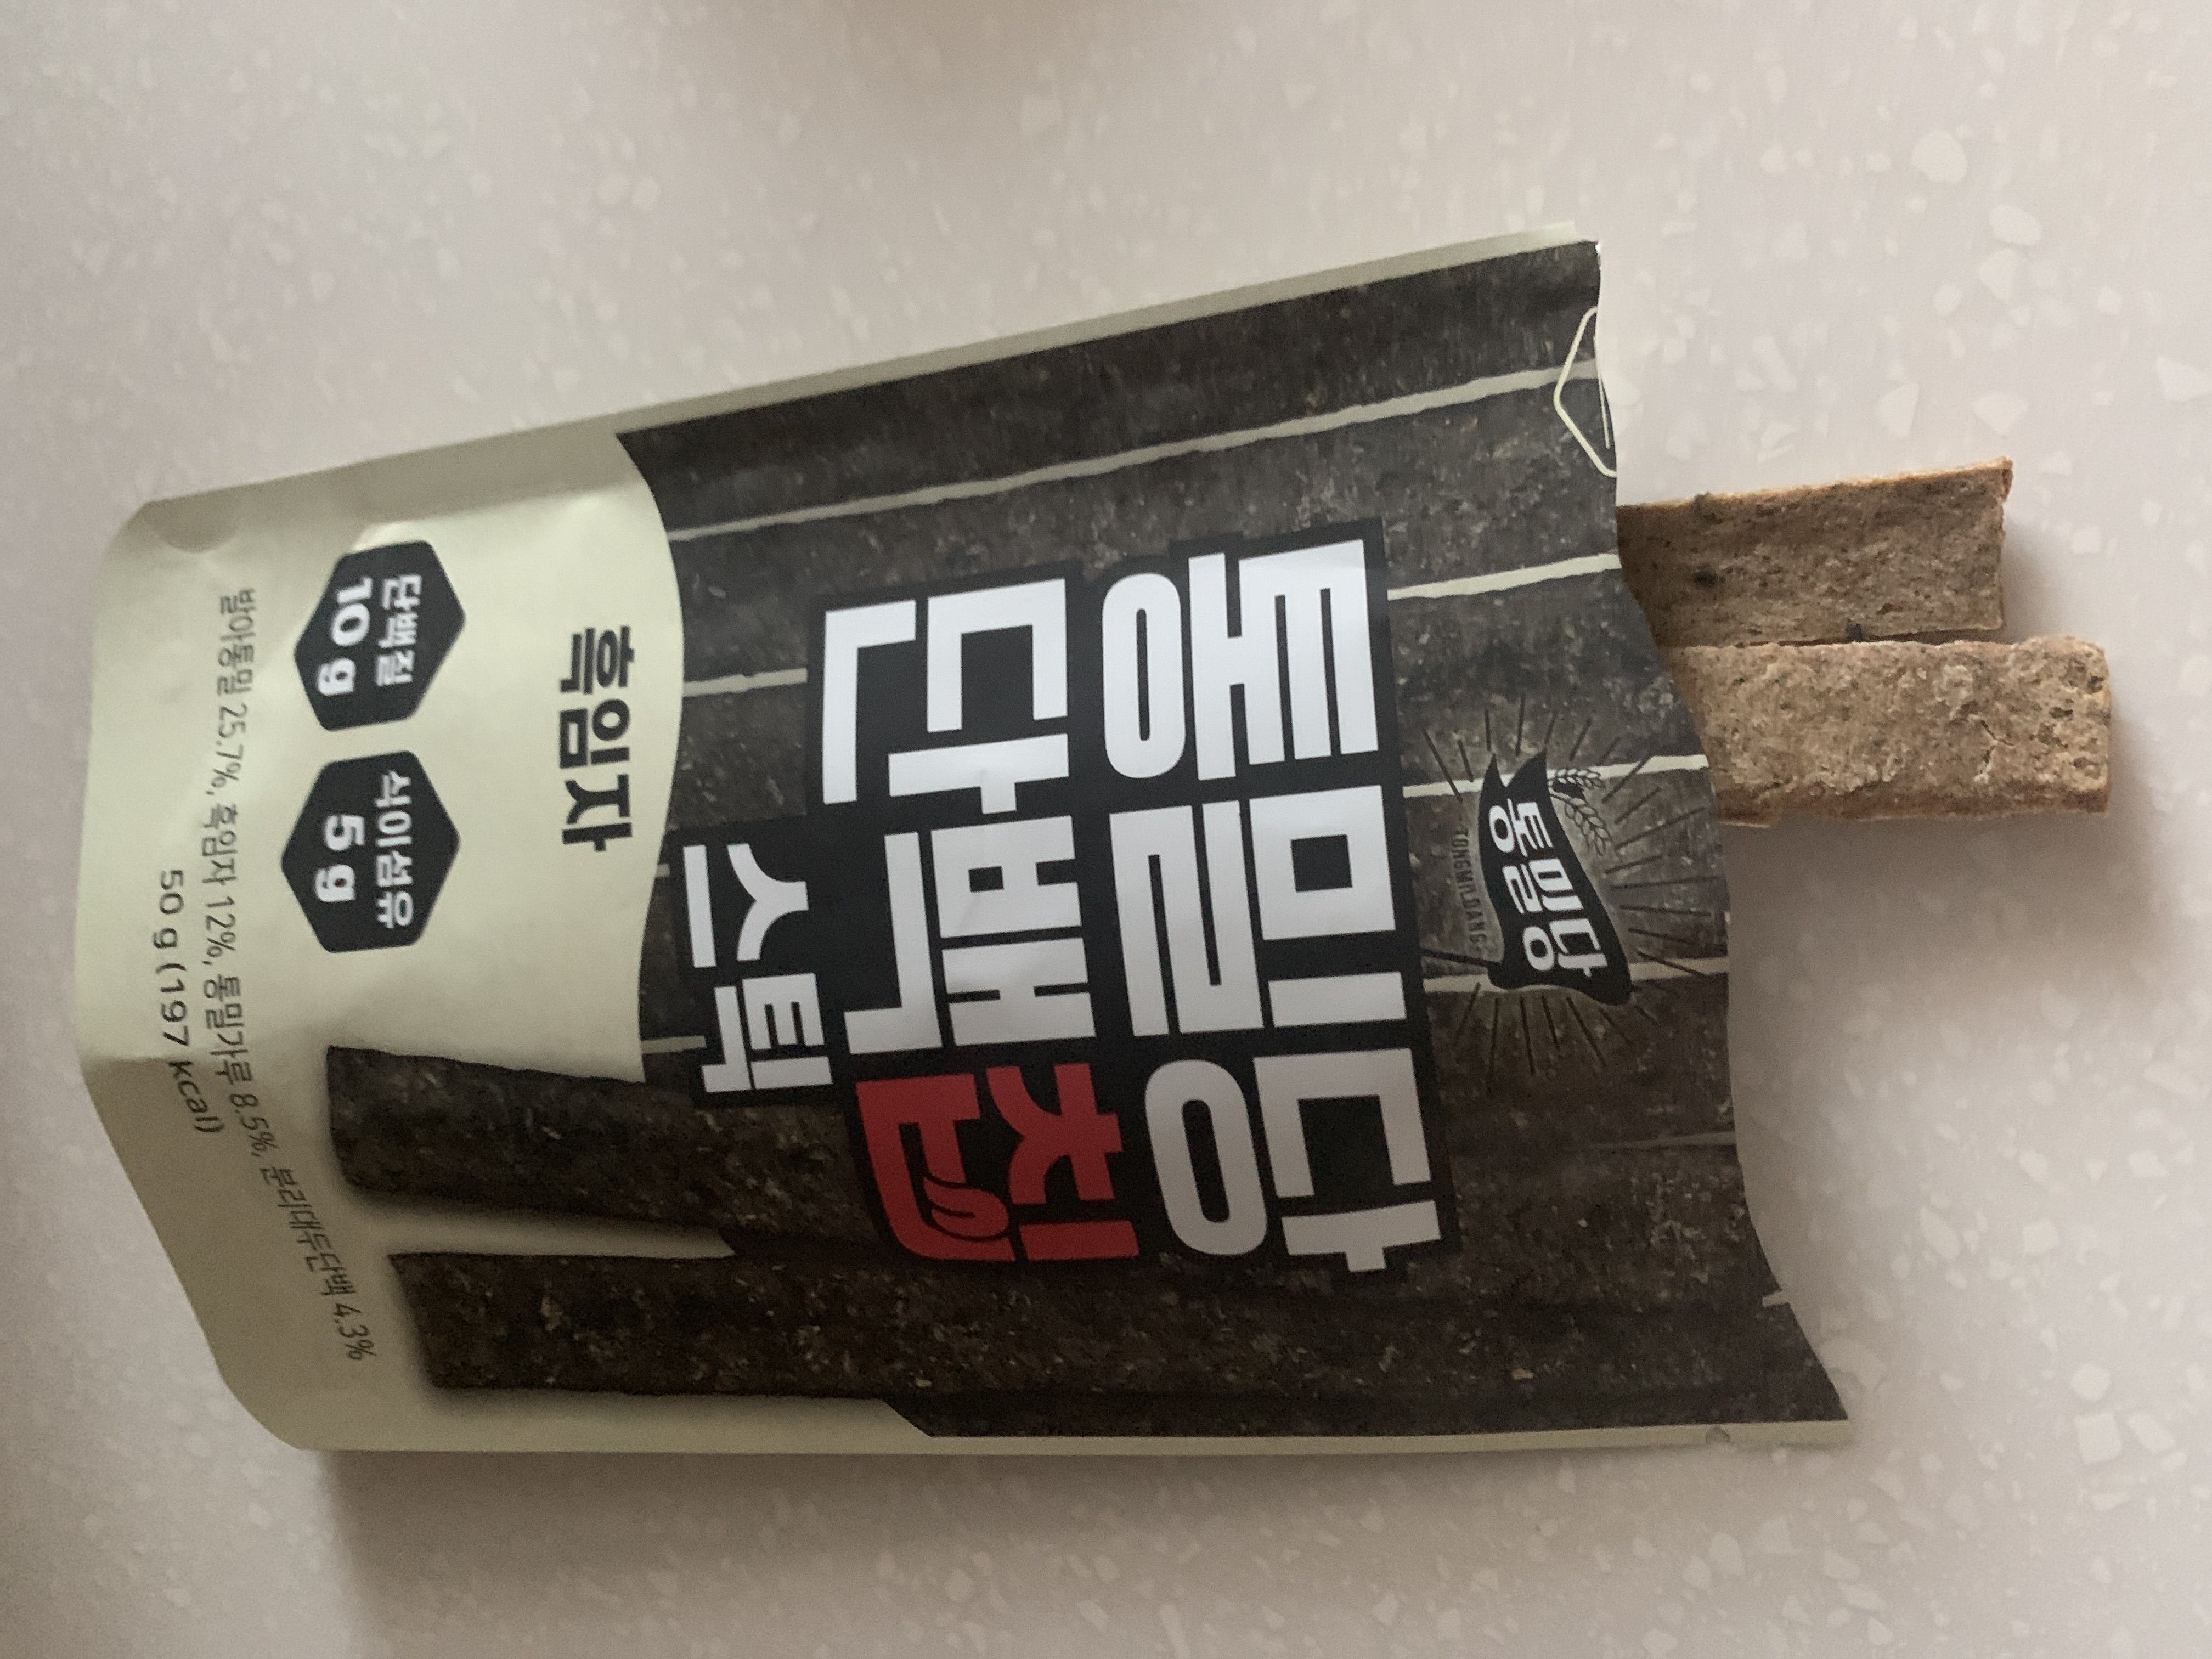 통밀당
TONGMILDANG
통밀당
단백칩
스틱
흑임자
단백질
10 g
식이섬유
5 g
발아통밀 25.7%, 흑임자 12%, 통밀가루 8.5%, 분리대두단백 4.3%
50 g (197 kcal)